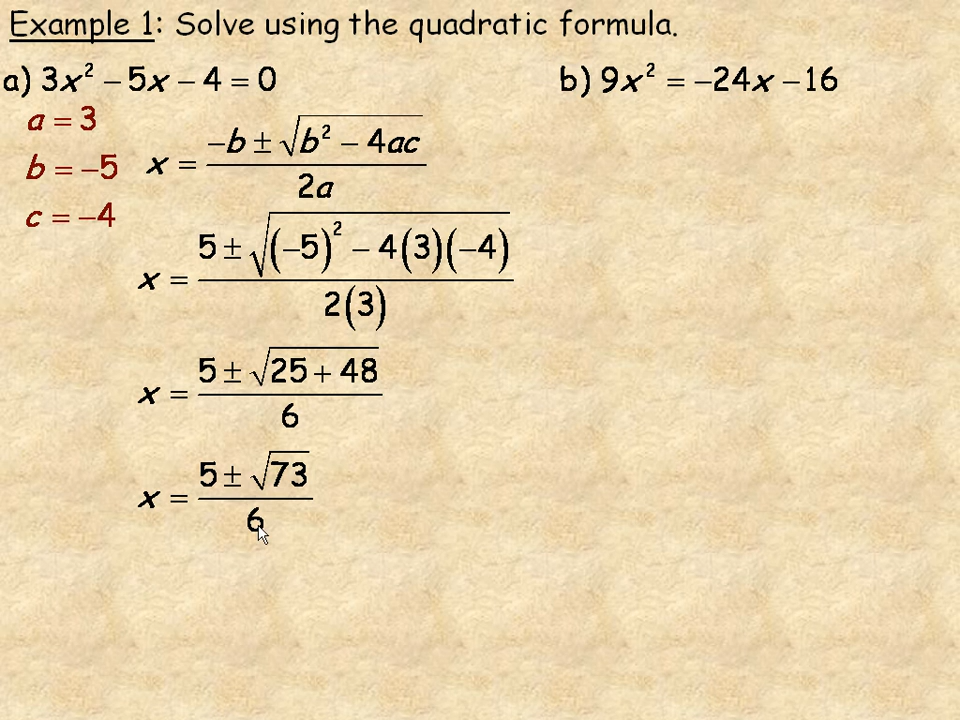 Example 1: Solve using the quadratic formula.
a) 3x² − 5x − 4 = 0
a = 3
b = −5
c = −4
x = (−b ± √(b² − 4ac)) / 2a
x = (5 ± √((−5)² − 4(3)(−4))) / 2(3)
x = (5 ± √(25 + 48)) / 6
x = (5 ± √73) / 6
b) 9x² = −24x − 16